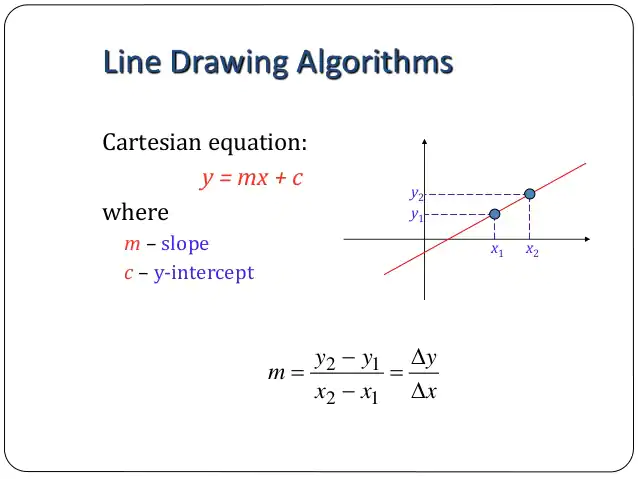 Line Drawing Algorithms
Cartesian equation:
y = mx + c
where
m – slope
c – y-intercept
y₂
y₁
x₁ x₂
m = (y₂ − y₁) / (x₂ − x₁) = Δy / Δx